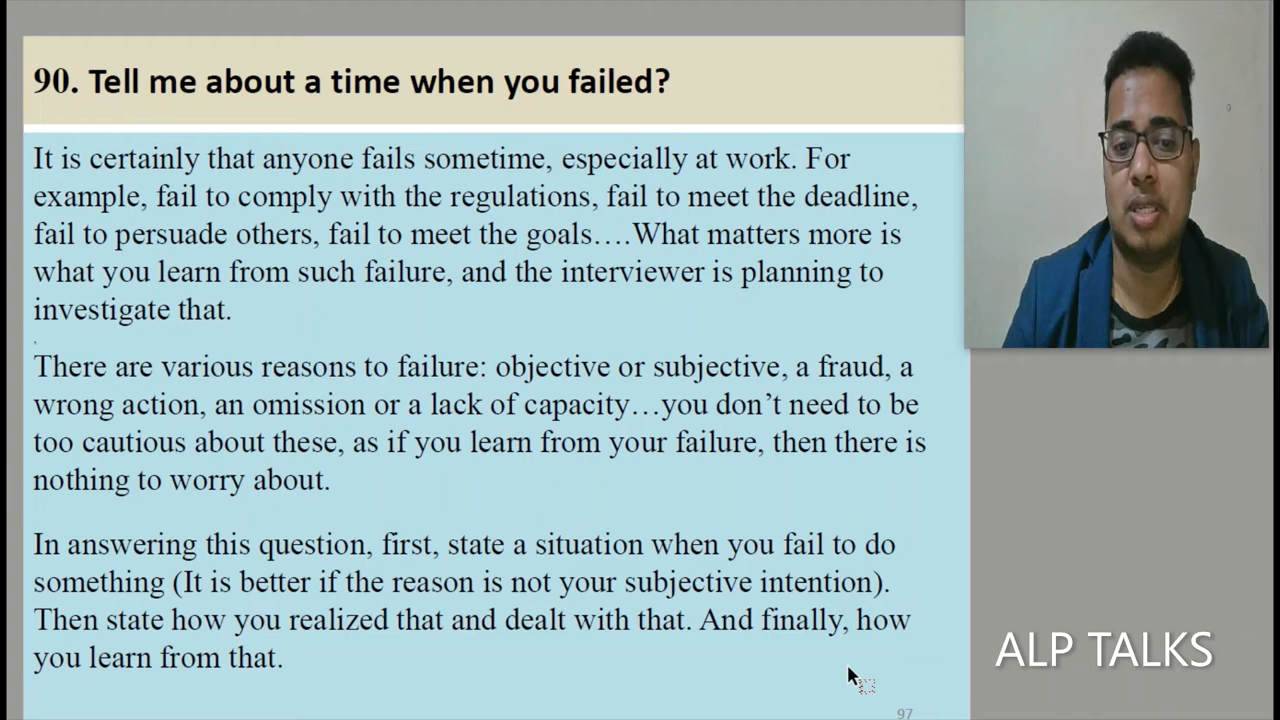 90. Tell me about a time when you failed?
It is certainly that anyone fails sometime, especially at work. For
example, fail to comply with the regulations, fail to meet the deadline,
fail to persuade others, fail to meet the goals….What matters more is
what you learn from such failure, and the interviewer is planning to
investigate that.
.
There are various reasons to failure: objective or subjective, a fraud, a
wrong action, an omission or a lack of capacity…you don’t need to be
too cautious about these, as if you learn from your failure, then there is
nothing to worry about.
In answering this question, first, state a situation when you fail to do
something (It is better if the reason is not your subjective intention).
Then state how you realized that and dealt with that. And finally, how
you learn from that.
97
ALP TALKS